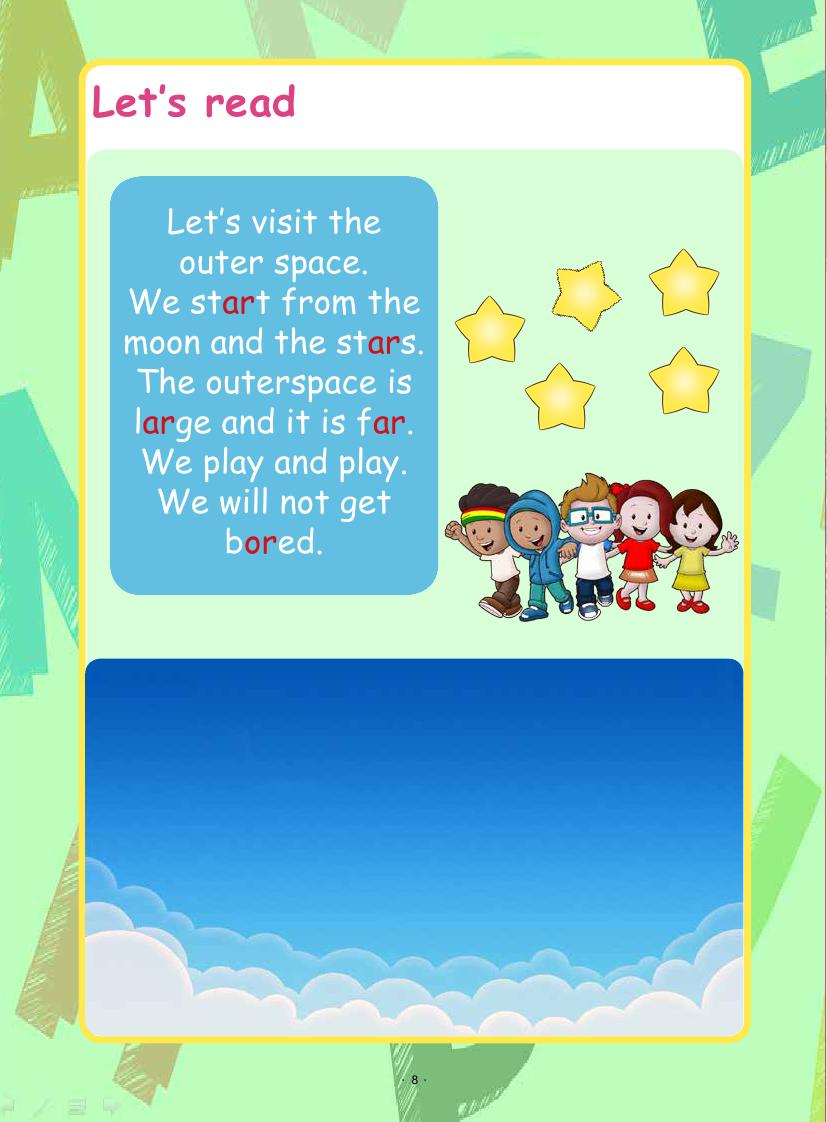 Let's read
Let's visit the
outer space.
We start from the
moon and the stars.
The outerspace is
large and it is far.
We play and play.
We will not get
bored.
· 8 ·